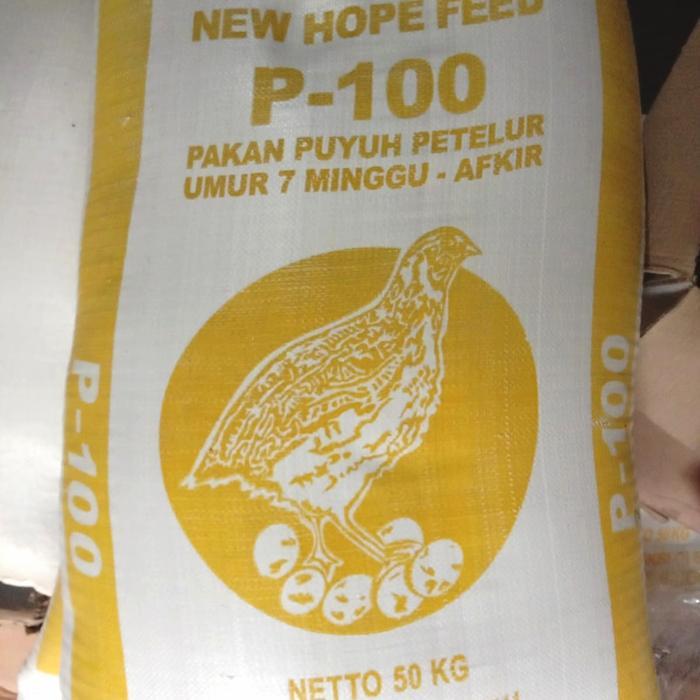 NEW HOPE FEED
P-100
PAKAN PUYUH PETELUR
UMUR 7 MINGGU - AFKIR
P-100
P-100
NETTO 50 KG